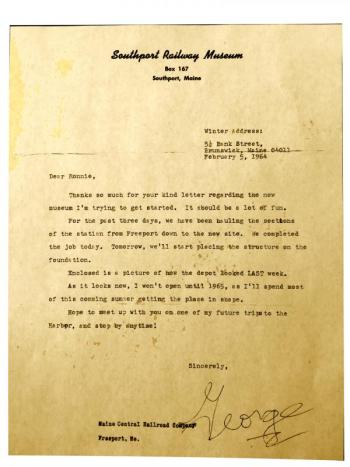 Southport Railway Museum
Box 167
Southport, Maine
Winter Address:
5½ Bank Street,
Brunswick, Maine 04011
February 5, 1964
Dear Ronnie,
Thanks so much for your kind letter regarding the new
museum I'm trying to get started. It should be a lot of fun.
For the past three days, we have been hauling the sections
of the station from Freeport down to the new site. We completed
the job today. Tomorrow, we'll start placing the structure on the
foundation.
Enclosed is a picture of how the depot looked LAST week.
As it looks now, I won't open until 1965, as I'll spend most
of this comming summer getting the place in shape.
Hope to meet up with you on one of my future trips to the
Harbor, and stop by anytime!
Sincerely,
George
Maine Central Railroad Company
Freeport, Me.